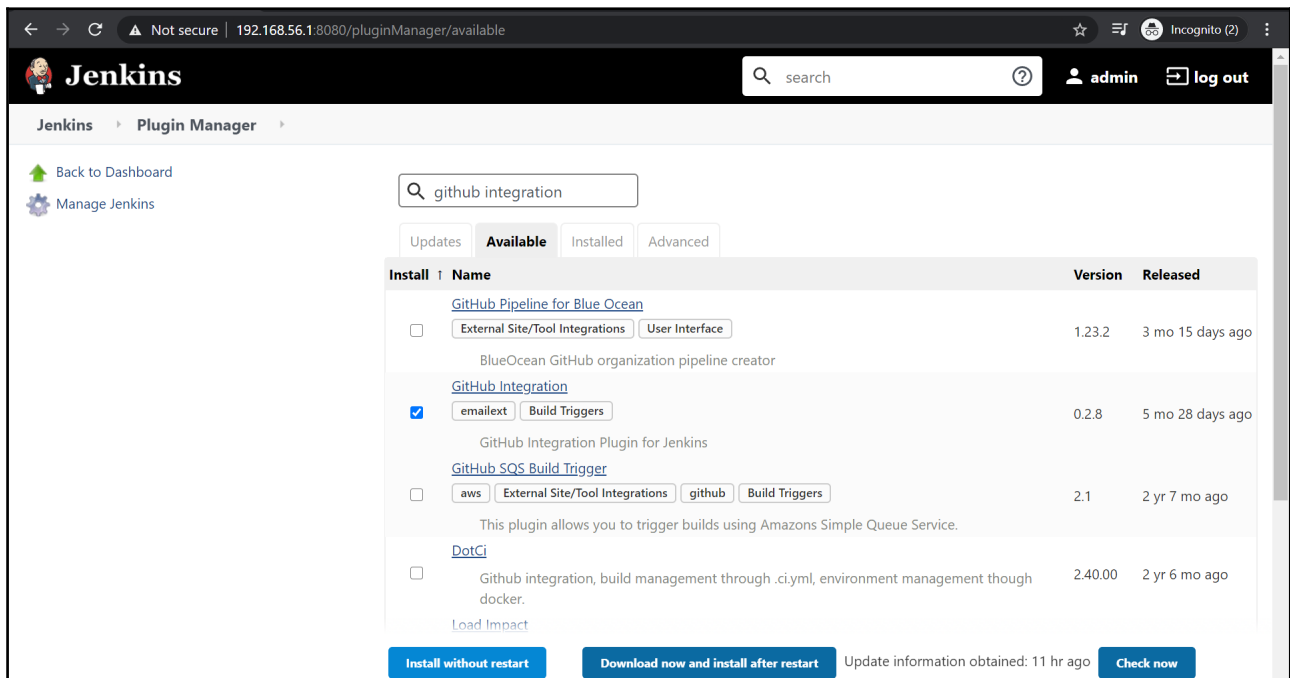 Not secure | 192.168.56.1:8080/pluginManager/available Incognito (2)
Jenkins search admin log out
Jenkins Plugin Manager
Back to Dashboard
Manage Jenkins
github integration
Updates Available Installed Advanced
Install ↑ Name Version Released
GitHub Pipeline for Blue Ocean
External Site/Tool Integrations User Interface
1.23.2 3 mo 15 days ago
BlueOcean GitHub organization pipeline creator
GitHub Integration
emailext Build Triggers
0.2.8 5 mo 28 days ago
GitHub Integration Plugin for Jenkins
GitHub SQS Build Trigger
aws External Site/Tool Integrations github Build Triggers
2.1 2 yr 7 mo ago
This plugin allows you to trigger builds using Amazons Simple Queue Service.
DotCi
Github integration, build management through .ci.yml, environment management though
docker.
2.40.00 2 yr 6 mo ago
Load Impact
Install without restart Download now and install after restart Update information obtained: 11 hr ago Check now